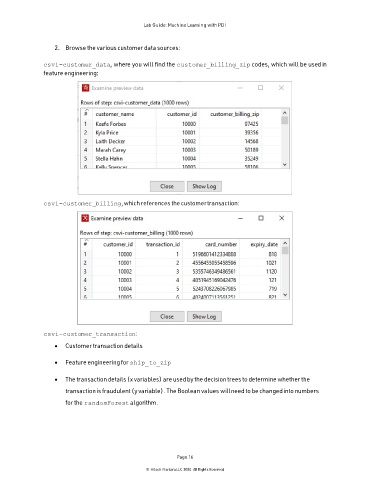 Lab Guide: Machine Learning with PDI
2. Browse the various customer data sources:
csvi-customer_data, where you will find the customer_billing_zip codes, which will be used in
feature engineering:
Examine preview data
Rows of step: csvi-customer_data (1000 rows)
# customer_name customer_id customer_billing_zip
1 Keefe Forbes 10000 07425
2 Kyla Price 10001 39356
3 Laith Decker 10002 14568
4 Marah Carey 10003 50189
5 Stella Hahn 10004 35249
6 Kelly Spencer 10005 58106
Close Show Log
csvi-customer_billing, which references the customer transaction:
Examine preview data
Rows of step: csvi-customer_billing (1000 rows)
# customer_id transaction_id card_number expiry_date
1 10000 1 5196801412334888 818
2 10001 2 4556455055458506 1021
3 10002 3 5355746349486561 1120
4 10003 4 4051945169042476 121
5 10004 5 5243708226067985 719
6 10005 6 821
Close Show Log
csvi-customer_transaction:
• Customer transaction details
• Feature engineering for ship_to_zip
• The transaction details (x variables) are used by the decision trees to determine whether the
transaction is fraudulent (y variable). The Boolean values will need to be changed into numbers
for the randomForest algorithm.
Page 16
© Hitachi Vantara LLC 2020. All Rights Reserved